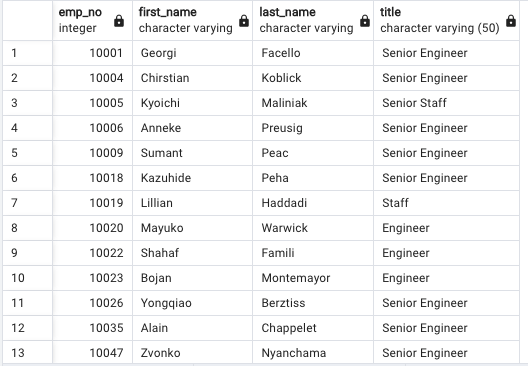 emp_no first_name last_name title
integer character varying character varying character varying (50)
1 10001 Georgi Facello Senior Engineer
2 10004 Chirstian Koblick Senior Engineer
3 10005 Kyoichi Maliniak Senior Staff
4 10006 Anneke Preusig Senior Engineer
5 10009 Sumant Peac Senior Engineer
6 10018 Kazuhide Peha Senior Engineer
7 10019 Lillian Haddadi Staff
8 10020 Mayuko Warwick Engineer
9 10022 Shahaf Famili Engineer
10 10023 Bojan Montemayor Engineer
11 10026 Yongqiao Berztiss Senior Engineer
12 10035 Alain Chappelet Senior Engineer
13 10047 Zvonko Nyanchama Senior Engineer